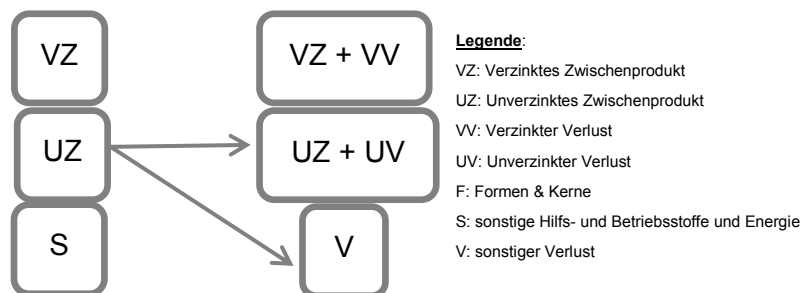 VZ
VZ + VV
UZ
UZ + UV
S
V
Legende:
VZ: Verzinktes Zwischenprodukt
UZ: Unverzinktes Zwischenprodukt
VV: Verzinkter Verlust
UV: Unverzinkter Verlust
F: Formen & Kerne
S: sonstige Hilfs- und Betriebsstoffe und Energie
V: sonstiger Verlust